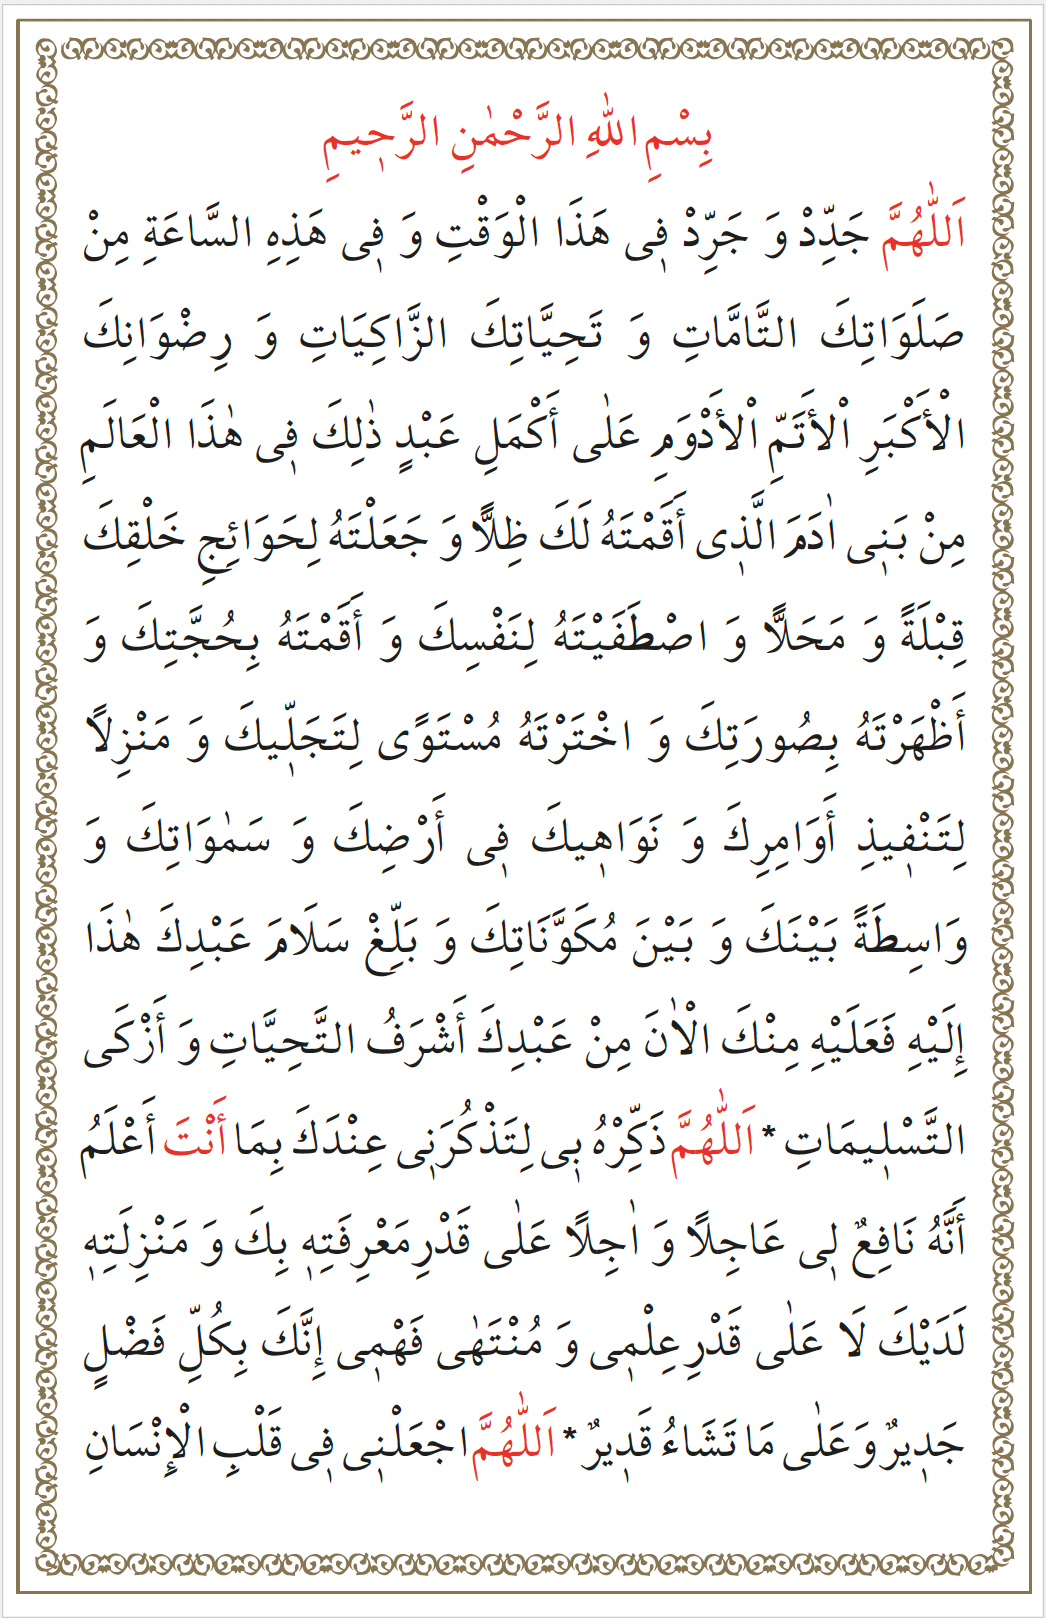 بِسْمِ اللّٰهِ الرَّحْمٰنِ الرَّحٖيمِ
اَللّٰهُمَّ جَدِّدْ وَ جَرِّدْ فٖى هَذَا الْوَقْتِ وَ فٖى هَذِهِ السَّاعَةِ مِنْ
صَلَوَاتِكَ التَّامَّاتِ وَ تَحِيَّاتِكَ الزَّاكِيَاتِ وَ رِضْوَانِكَ
الْأَكْبَرِ اْلأَتَمِّ اْلأَدْوَمِ عَلٰى أَكْمَلِ عَبْدٍ ذٰلِكَ فٖى هٰذَا الْعَالَمِ
مِنْ بَنٖى اٰدَمَ الَّذٖى أَقَمْتَهُ لَكَ ظِلًّا وَ جَعَلْتَهُ لِحَوَائِجِ خَلْقِكَ
قِبْلَةً وَ مَحَلًّا وَ اصْطَفَيْتَهُ لِنَفْسِكَ وَ أَقَمْتَهُ بِحُجَّتِكَ وَ
أَظْهَرْتَهُ بِصُورَتِكَ وَ اخْتَرْتَهُ مُسْتَوًى لِتَجَلّٖيكَ وَ مَنْزِلًا
لِتَنْفٖيذِ أَوَامِرِكَ وَ نَوَاهٖيكَ فٖى أَرْضِكَ وَ سَمٰوَاتِكَ وَ
وَاسِطَةً بَيْنَكَ وَ بَيْنَ مُكَوَّنَاتِكَ وَ بَلِّغْ سَلَامَ عَبْدِكَ هٰذَا
إِلَيْهِ فَعَلَيْهِ مِنْكَ الْاٰنَ مِنْ عَبْدِكَ أَشْرَفُ التَّحِيَّاتِ وَ أَزْكَى
التَّسْلٖيمَاتِ * اَللّٰهُمَّ ذَكِّرْهُ بٖى لِتَذْكُرَنٖى عِنْدَكَ بِمَا أَنْتَ أَعْلَمُ
أَنَّهُ نَافِعٌ لٖى عَاجِلًا وَ اٰجِلًا عَلٰى قَدْرِ مَعْرِفَتِهٖ بِكَ وَ مَنْزِلَتِهٖ
لَدَيْكَ لَا عَلٰى قَدْرِ عِلْمٖى وَ مُنْتَهٰى فَهْمٖى إِنَّكَ بِكُلِّ فَضْلٍ
جَدٖيرٌ وَ عَلٰى مَا تَشَاءُ قَدٖيرٌ * اَللّٰهُمَّ اجْعَلْنٖى فٖى قَلْبِ الْإِنْسَانِ